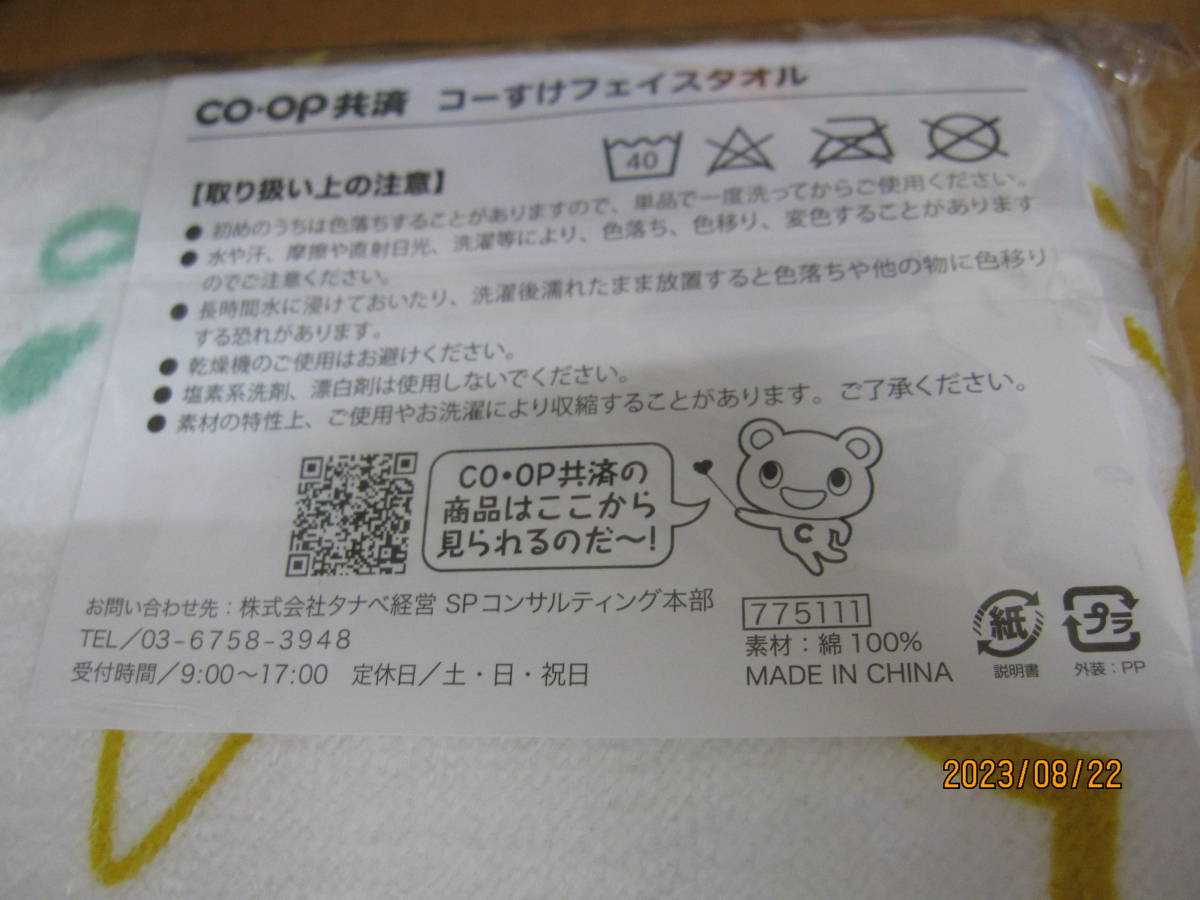 CO・OP共済 コーすけフェイスタオル
40
【取り扱い上の注意】
● 初めのうちは色落ちすることがありますので、単品で一度洗ってからご使用ください。
● 水や汗、摩擦や直射日光、洗濯等により、色落ち、色移り、変色することがあります
のでご注意ください。
● 長時間水に浸けておいたり、洗濯後濡れたまま放置すると色落ちや他の物に色移り
する恐れがあります。
● 乾燥機のご使用はお避けください。
● 塩素系洗剤、漂白剤は使用しないでください。
● 素材の特性上、ご使用やお洗濯により収縮することがあります。ご了承ください。
CO・OP共済の
商品はここから
見られるのだ〜!
C
お問い合わせ先：株式会社タナベ経営 SPコンサルティング本部
TEL／03-6758-3948
受付時間／9:00〜17:00 定休日／土・日・祝日
775111
素材：綿100%
MADE IN CHINA
紙
説明書
プラ
外装：PP
2023/08/22